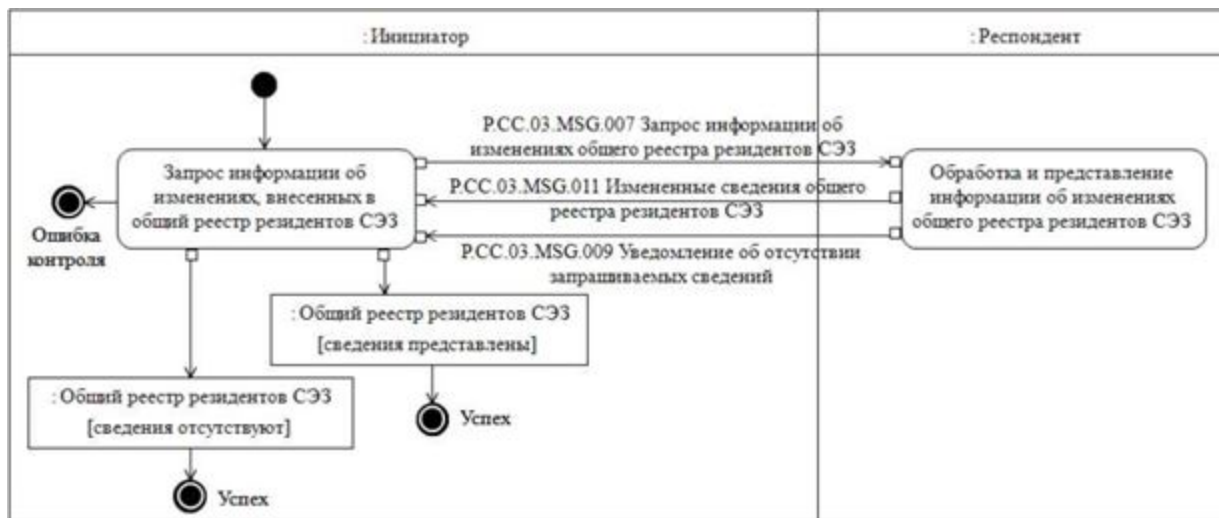 : Инициатор
: Респондент
P.CC.03.MSG.007 Запрос информации об
изменениях общего реестра резидентов СЭЗ
Запрос информации об
изменениях, внесенных в
общий реестр резидентов СЭЗ
P.CC.03.MSG.011 Измененные сведения общего
реестра резидентов СЭЗ
Обработка и представление
информации об изменениях
общего реестра резидентов СЭЗ
Ошибка
контроля
P.CC.03.MSG.009 Уведомление об отсутствии
запрашиваемых сведений
: Общий реестр резидентов СЭЗ
[сведения представлены]
: Общий реестр резидентов СЭЗ
[сведения отсутствуют]
Успех
Успех